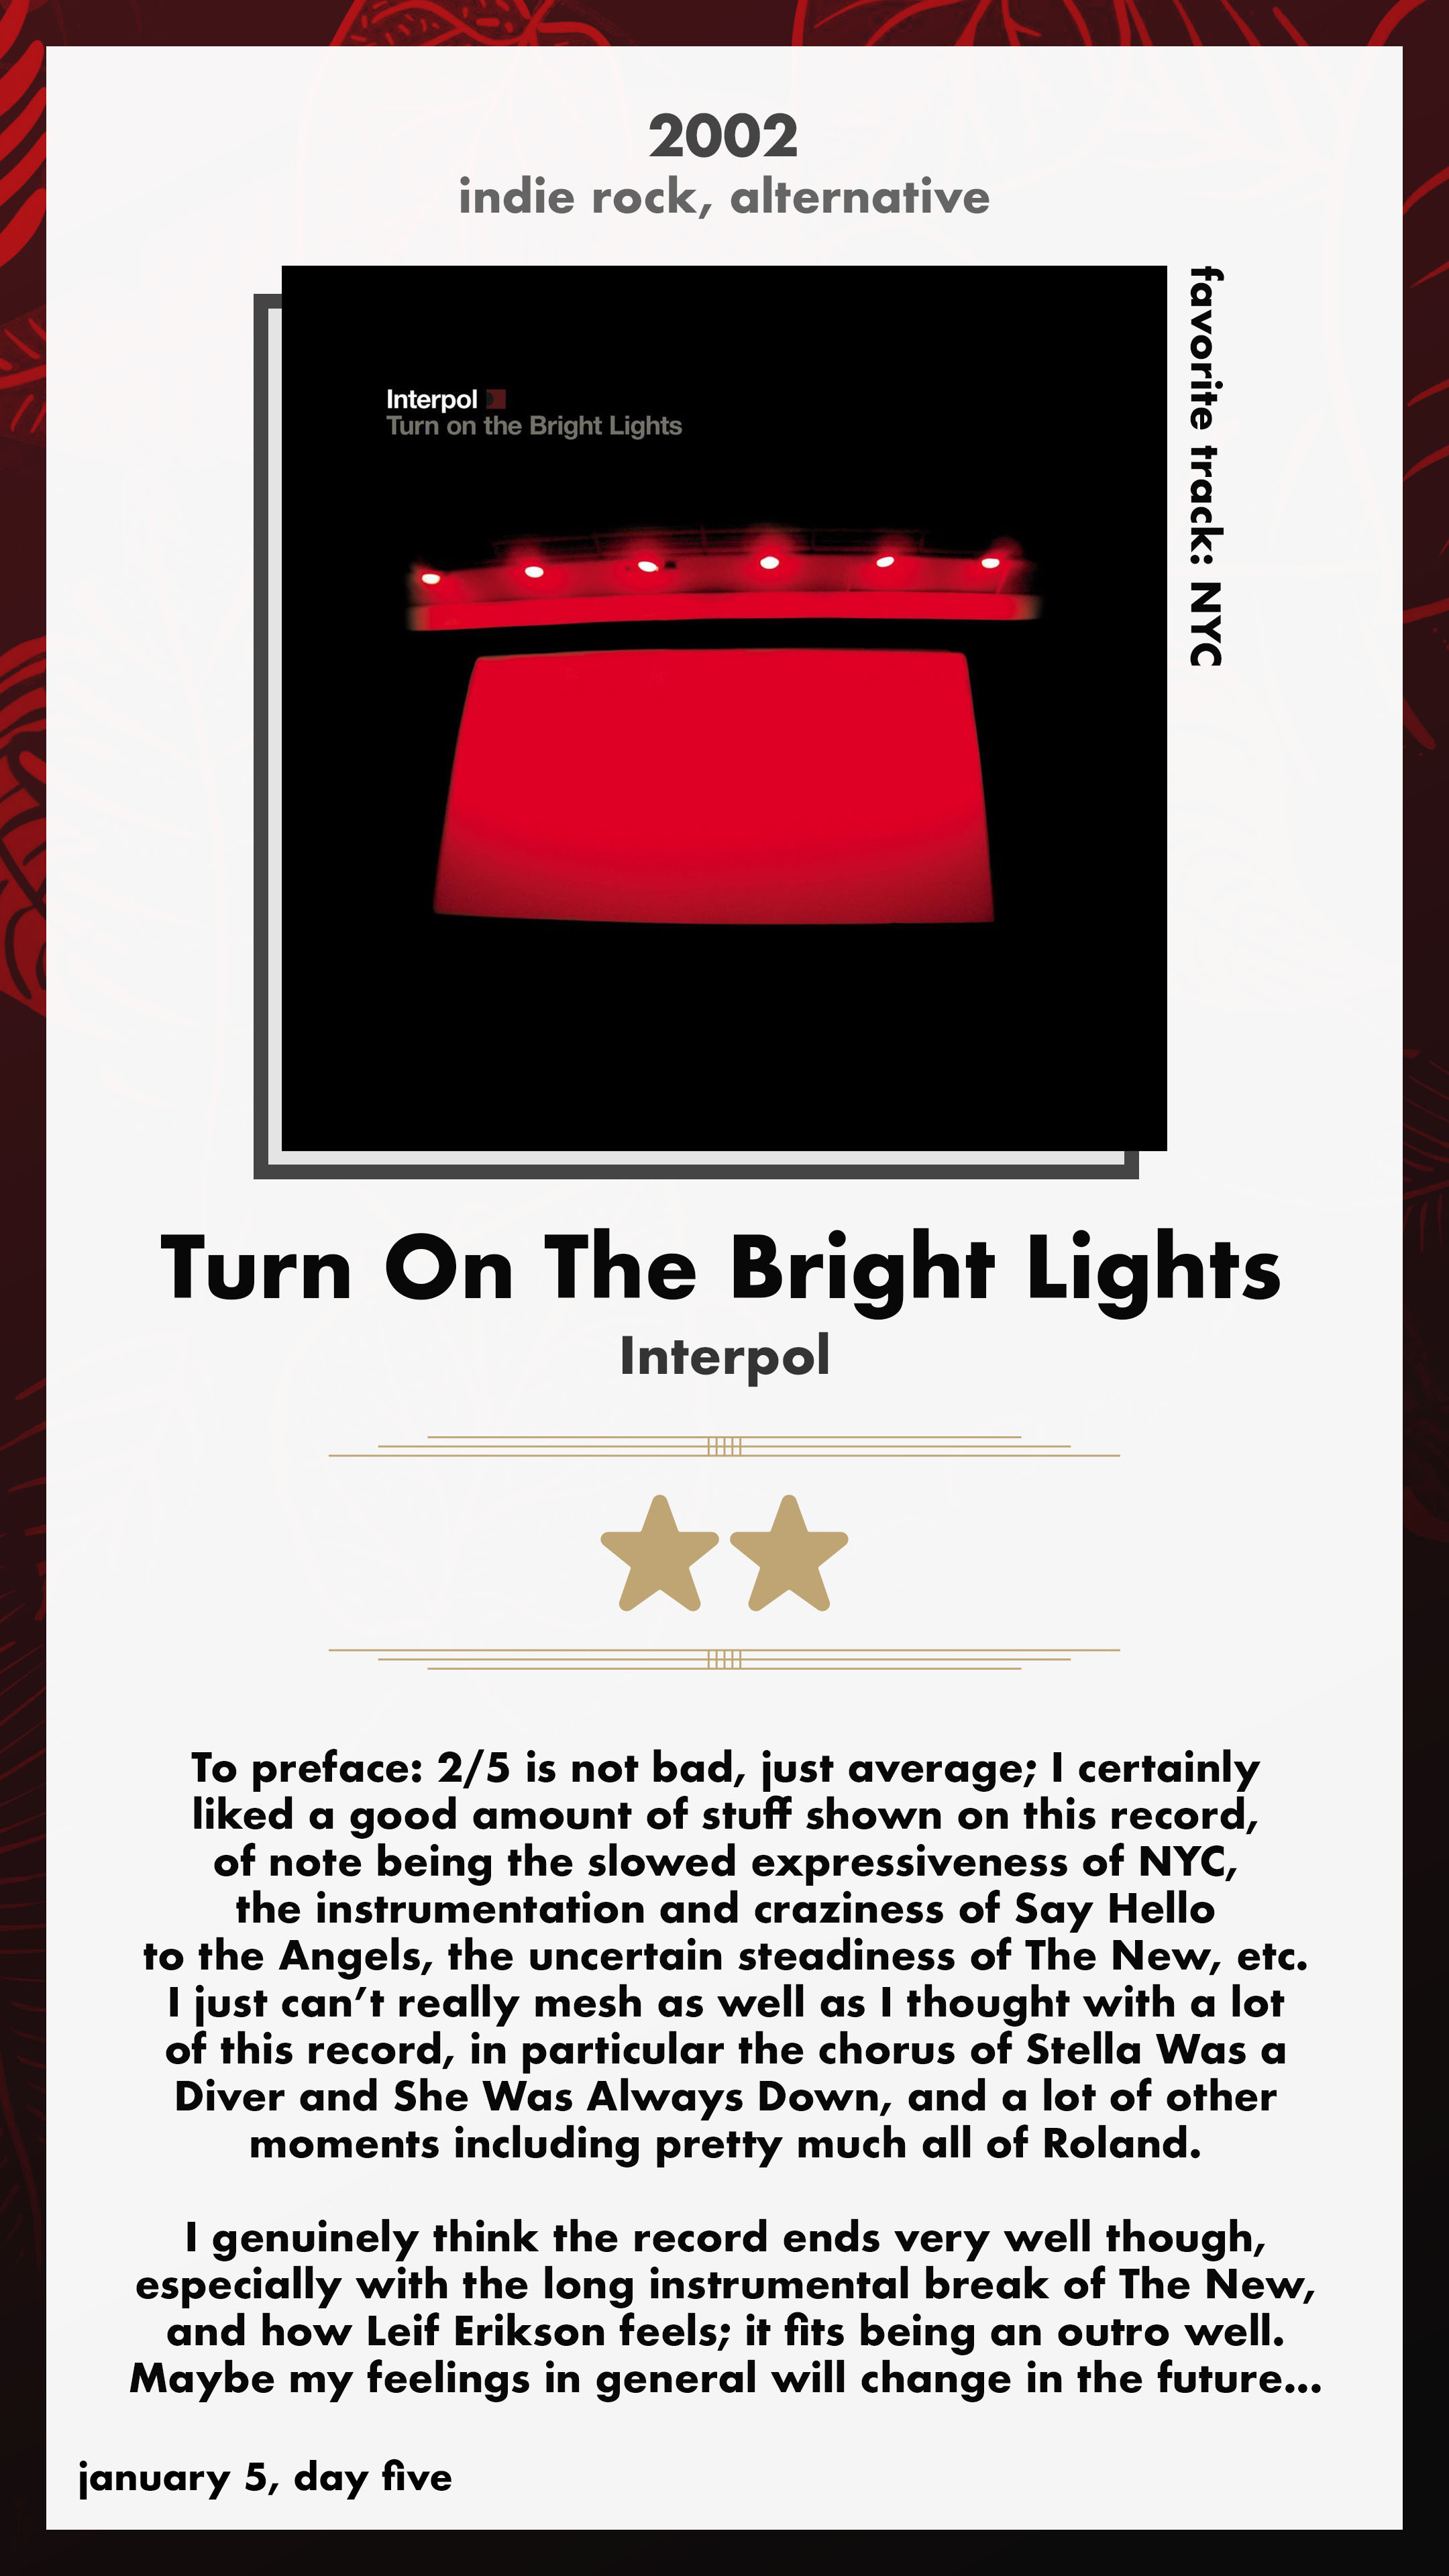 2002
indie rock, alternative
favorite track: NYC
Interpol
Turn on the Bright Lights
Turn On The Bright Lights
Interpol
To preface: 2/5 is not bad, just average; I certainly
liked a good amount of stuff shown on this record,
of note being the slowed expressiveness of NYC,
the instrumentation and craziness of Say Hello
to the Angels, the uncertain steadiness of The New, etc.
I just can’t really mesh as well as I thought with a lot
of this record, in particular the chorus of Stella Was a
Diver and She Was Always Down, and a lot of other
moments including pretty much all of Roland.
I genuinely think the record ends very well though,
especially with the long instrumental break of The New,
and how Leif Erikson feels; it fits being an outro well.
Maybe my feelings in general will change in the future...
january 5, day five